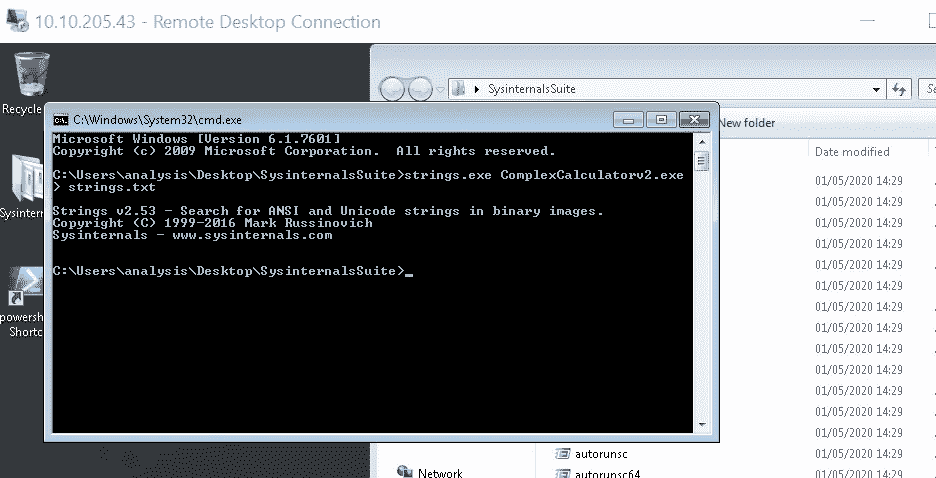 10.10.205.43 - Remote Desktop Connection
Recycle
SysinternalsSuite
C:\Windows\System32\cmd.exe
New folder
Microsoft Windows [Version 6.1.7601]
Copyright (c) 2009 Microsoft Corporation.  All rights reserved.
Date modified
C:\Users\analysis\Desktop\SysinternalsSuite>strings.exe ComplexCalculatorv2.exe
> strings.txt
01/05/2020 14:29
01/05/2020 14:29
Sysintern
Strings v2.53 - Search for ANSI and Unicode strings in binary images.
Copyright (C) 1999-2016 Mark Russinovich
Sysinternals - www.sysinternals.com
01/05/2020 14:29
01/05/2020 14:29
C:\Users\analysis\Desktop\SysinternalsSuite>_
01/05/2020 14:29
01/05/2020 14:29
powersh
Shortc
01/05/2020 14:29
01/05/2020 14:29
01/05/2020 14:29
01/05/2020 14:29
01/05/2020 14:29
01/05/2020 14:29
01/05/2020 14:29
autorunsc
01/05/2020 14:29
Network
autorunsc64
01/05/2020 14:29